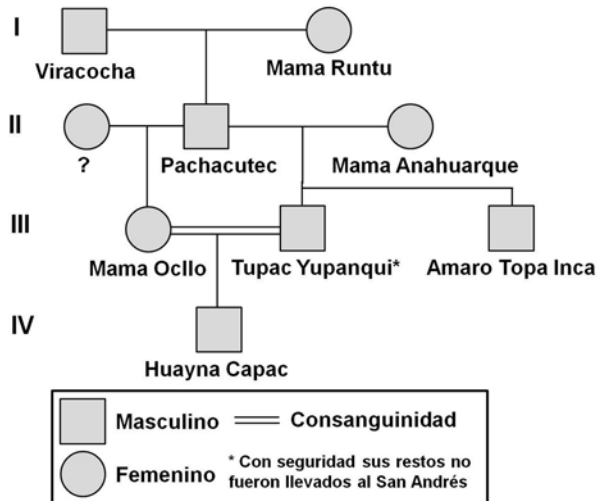 I
Viracocha
Mama Runtu
II
?
Pachacutec
Mama Anahuarque
III
Mama Ocllo
Tupac Yupanqui*
Amaro Topa Inca
IV
Huayna Capac
Masculino
Consanguinidad
Femenino
* Con seguridad sus restos no
fueron llevados al San Andrés